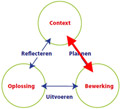 Context
Reflecteren
Plannen
Oplossing
Bewerking
Uitvoeren